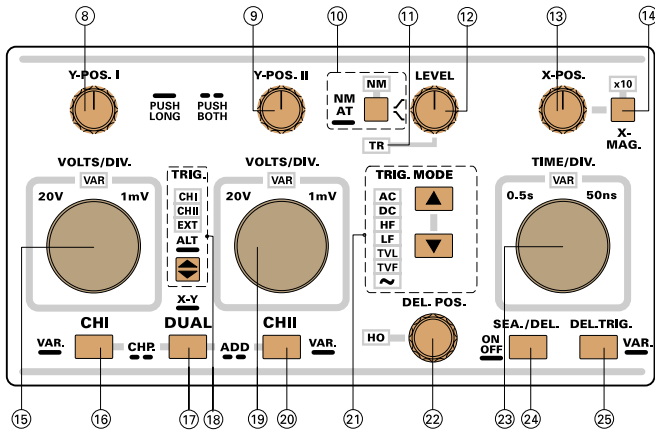 ⑧ ⑨ ⑩ ⑪ ⑫ ⑬ ⑭
Y-POS. I
PUSH LONG
PUSH BOTH
Y-POS. II
NM
AT
NM
LEVEL
TR
X-POS.
x10
X-MAG.
VOLTS/DIV.
VAR
20V 1mV
TRIG.
CHI
CHII
EXT
ALT
X-Y
VOLTS/DIV.
VAR
20V 1mV
TRIG. MODE
AC
DC
HF
LF
TVL
TVF
~
TIME/DIV.
VAR
0.5s 50ns
DEL. POS.
HO
VAR.
CHI
CHP.
DUAL
ADD
CHII
VAR.
ON
OFF
SEA./DEL.
DEL.TRIG.
VAR.
⑮ ⑯ ⑰ ⑱ ⑲ ⑳ ㉑ ㉒ ㉓ ㉔ ㉕